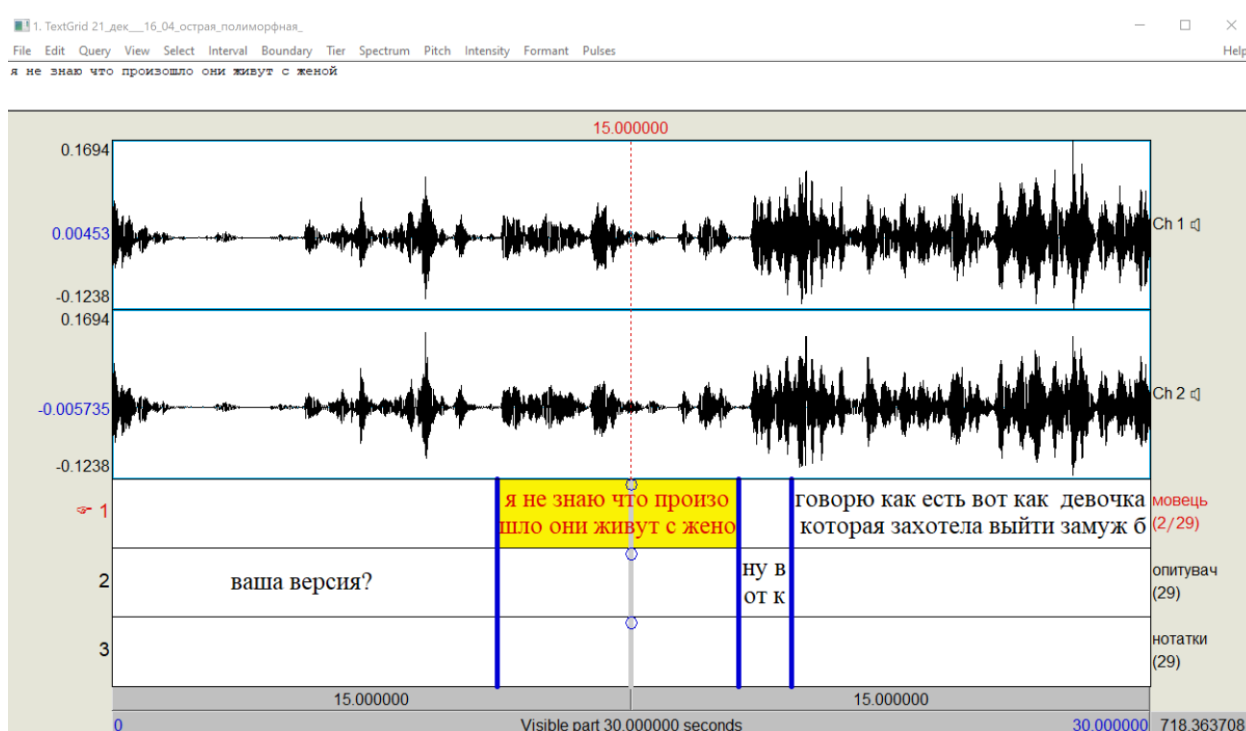 1. TextGrid 21_дек__16_04_острая_полиморфная_
File Edit Query View Select Interval Boundary Tier Spectrum Pitch Intensity Formant Pulses Help
я не знаю что произошло они живут с женой
15.000000
0.1694
0.00453
Ch 1
-0.1238
0.1694
-0.005735
Ch 2
-0.1238
1
я не знаю что произо
шло они живут с жено
говорю как есть вот как девочка
которая захотела выйти замуж б
мовець
(2/29)
2
ваша версия?
ну в
от к
опитувач
(29)
3
нотатки
(29)
15.000000 15.000000
0 Visible part 30.000000 seconds 30.000000 718.363708